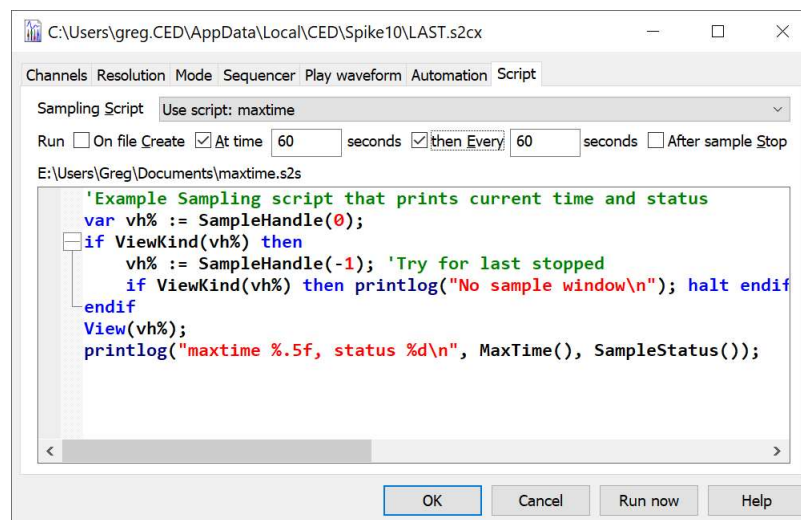 C:\Users\greg.CED\AppData\Local\CED\Spike10\LAST.s2cx
Channels Resolution Mode Sequencer Play waveform Automation Script
Sampling Script Use script: maxtime
Run On file Create At time 60 seconds then Every 60 seconds After sample Stop
E:\Users\Greg\Documents\maxtime.s2s
'Example Sampling script that prints current time and status
var vh% := SampleHandle(0);
if ViewKind(vh%) then
vh% := SampleHandle(-1); 'Try for last stopped
if ViewKind(vh%) then printlog("No sample window\n"); halt endif
endif
View(vh%);
printlog("maxtime %.5f, status %d\n", MaxTime(), SampleStatus());
OK Cancel Run now Help